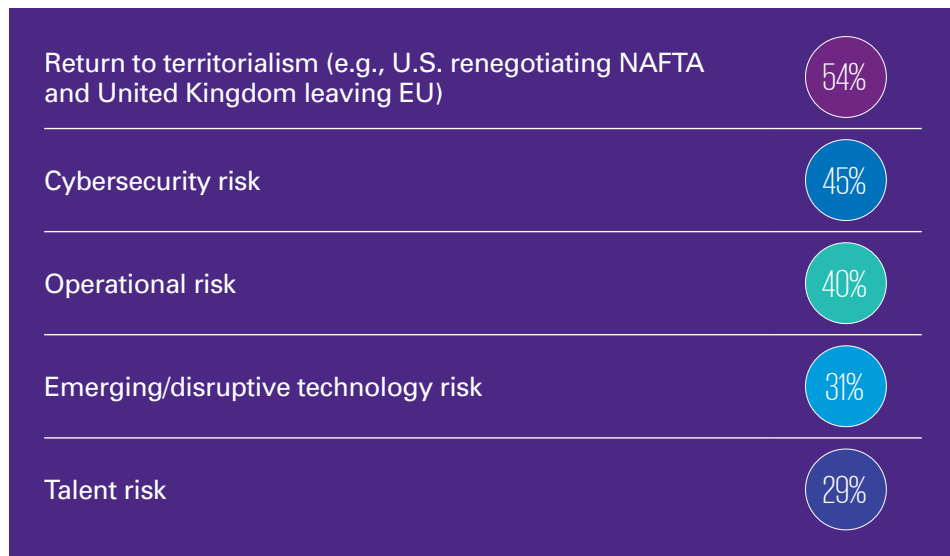 Return to territorialism (e.g., U.S. renegotiating NAFTA
and United Kingdom leaving EU)
54%
Cybersecurity risk
45%
Operational risk
40%
Emerging/disruptive technology risk
31%
Talent risk
29%